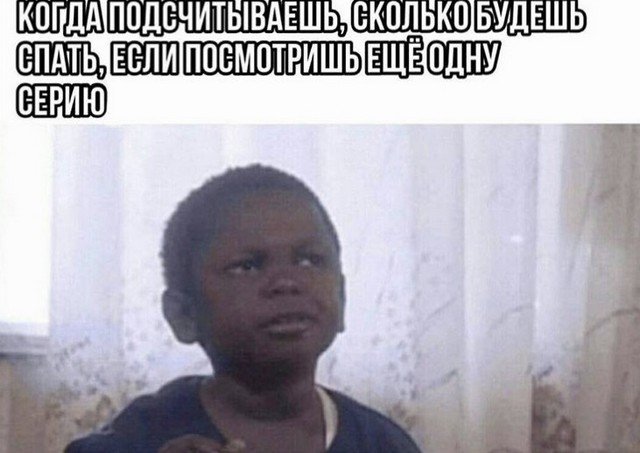 КОГДА ПОДСЧИТЫВАЕШЬ, СКОЛЬКО БУДЕШЬ
СПАТЬ, ЕСЛИ ПОСМОТРИШЬ ЕЩЁ ОДНУ
СЕРИЮ